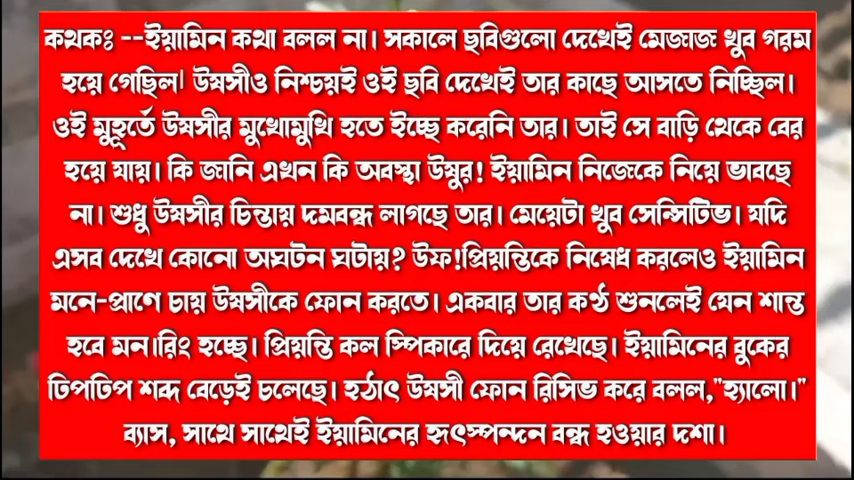 কথকঃ --ইয়ামিন কথা বলল না। সকালে ছবিগুলো দেখেই মেজাজ খুব গরম
হয়ে গেছিল। উষসীও নিশ্চয়ই ওই ছবি দেখেই তার কাছে আসতে নিচ্ছিল।
ওই মুহূর্তে উষসীর মুখোমুখি হতে ইচ্ছে করেনি তার। তাই সে বাড়ি থেকে বের
হয়ে যায়। কি জানি এখন কি অবস্থা উষুর! ইয়ামিন নিজেকে নিয়ে ভাবছে
না। শুধু উষসীর চিন্তায় দমবন্ধ লাগছে তার। মেয়েটা খুব সেন্সিটিভ। যদি
এসব দেখে কোনো অঘটন ঘটায়? উফ!প্রিয়ন্তিকে নিষেধ করলেও ইয়ামিন
মনে-প্রাণে চায় উষসীকে ফোন করতে। একবার তার কণ্ঠ শুনলেই যেন শান্ত
হবে মন।রিং হচ্ছে। প্রিয়ন্তি কল স্পিকারে দিয়ে রেখেছে। ইয়ামিনের বুকের
ঢিপঢিপ শব্দ বেড়েই চলেছে। হঠাৎ উষসী ফোন রিসিভ করে বলল,"হ্যালো।"
ব্যাস, সাথে সাথেই ইয়ামিনের হৃৎস্পন্দন বন্ধ হওয়ার দশা।